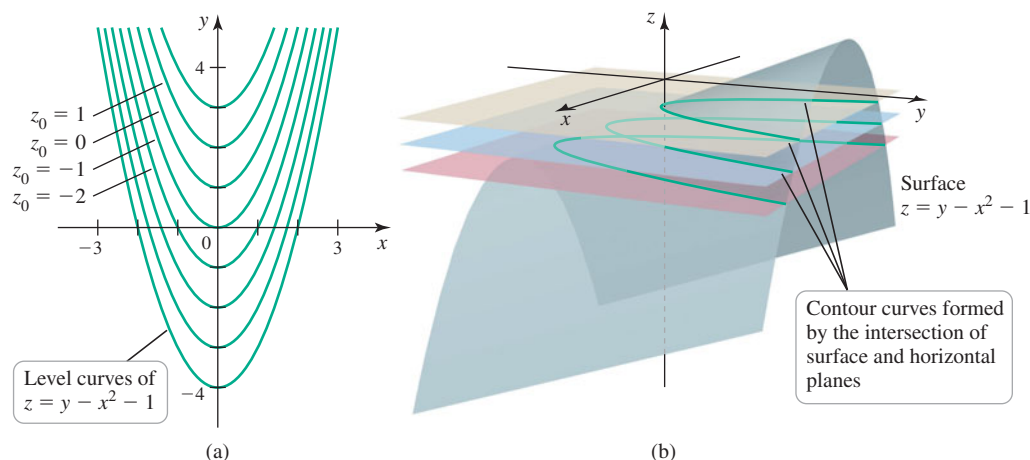 y
4
z₀ = 1
z₀ = 0
z₀ = −1
z₀ = −2
−3
0
3
x
−4
Level curves of
z = y − x² − 1
(a)
z
x
y
Surface
z = y − x² − 1
Contour curves formed
by the intersection of
surface and horizontal
planes
(b)